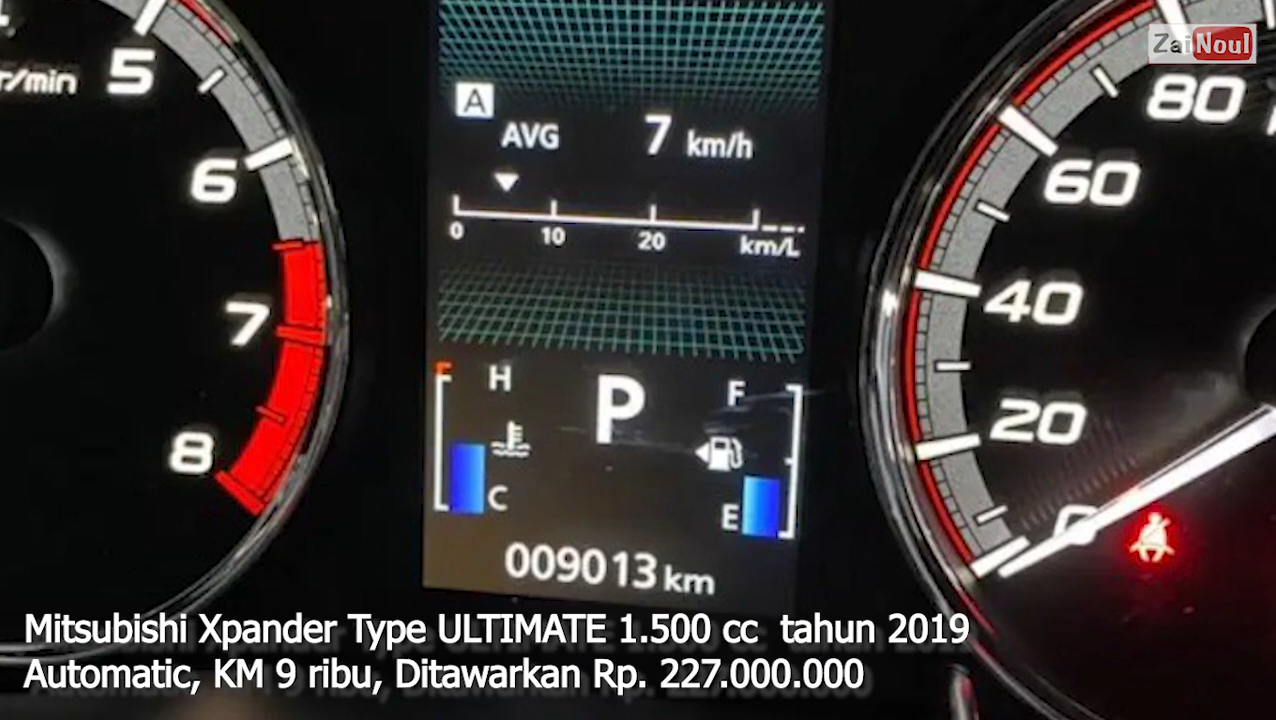 5
r/min
6
7
8
A
AVG 7 km/h
0 10 20 km/L
H
C
P
F
E
009013 km
80
60
40
20
0
ZaiNoul
Mitsubishi Xpander Type ULTIMATE 1.500 cc tahun 2019
Automatic, KM 9 ribu, Ditawarkan Rp. 227.000.000